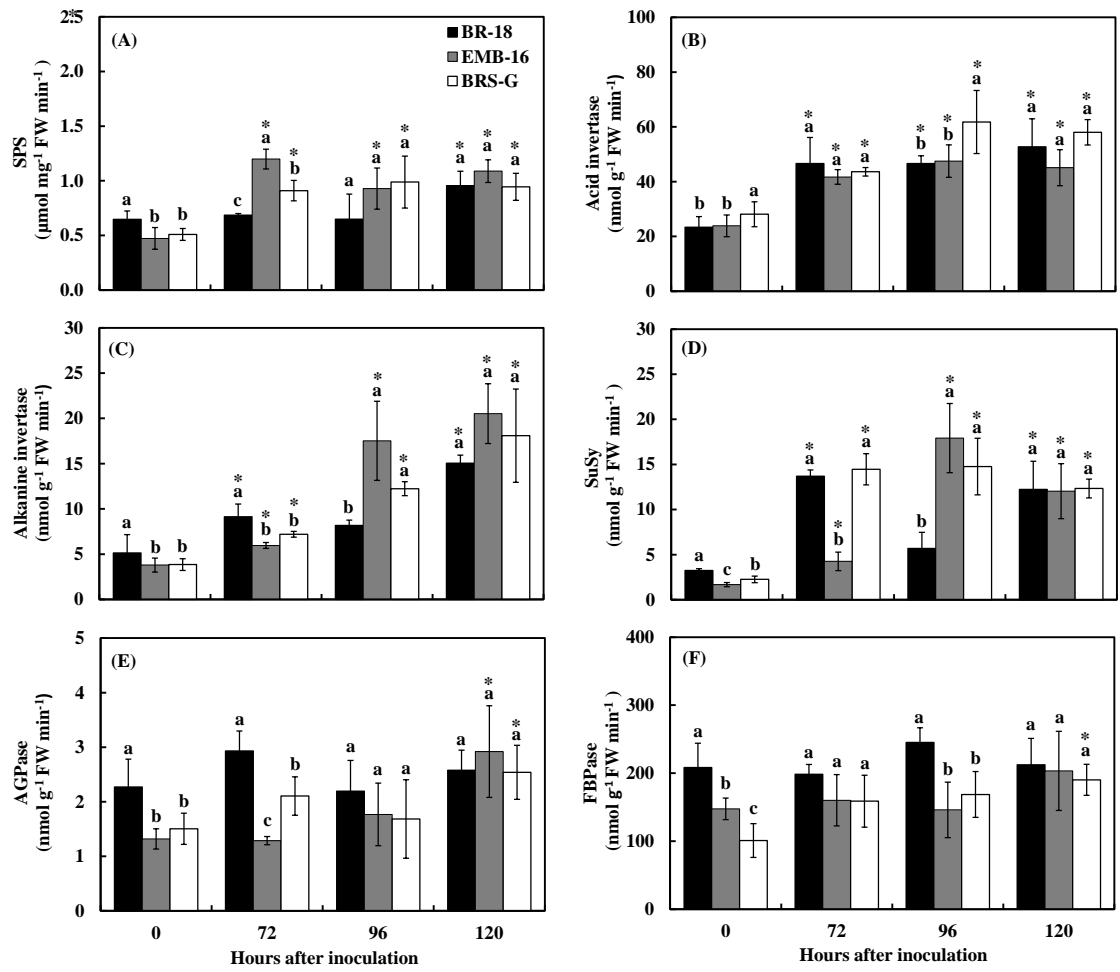 (A)
BR-18
EMB-16
BRS-G
SPS
(µmol mg⁻¹ FW min⁻¹)
2.5
*
2.0
1.5
1.0
0.5
0.0
a b b
c * a * b
a * a * a
* a * a * a
(B)
Acid invertase
(nmol g⁻¹ FW min⁻¹)
100
80
60
40
20
0
b b a
* a * a * a
* b * b * a
* a * a * a
(C)
Alkanine invertase
(nmol g⁻¹ FW min⁻¹)
30
25
20
15
10
5
0
a b b
* a * b * b
b * a * a
* a * a * a
(D)
SuSy
(nmol g⁻¹ FW min⁻¹)
30
25
20
15
10
5
0
a c b
* a * b * a
b * a * a
* a * a * a
(E)
AGPase
(nmol g⁻¹ FW min⁻¹)
5
4
3
2
1
0
a b b
a c b
a a a
a * a * a
0 72 96 120
Hours after inoculation
(F)
FBPase
(nmol g⁻¹ FW min⁻¹)
400
300
200
100
0
a b c
a a a
a b b
a a * a
0 72 96 120
Hours after inoculation